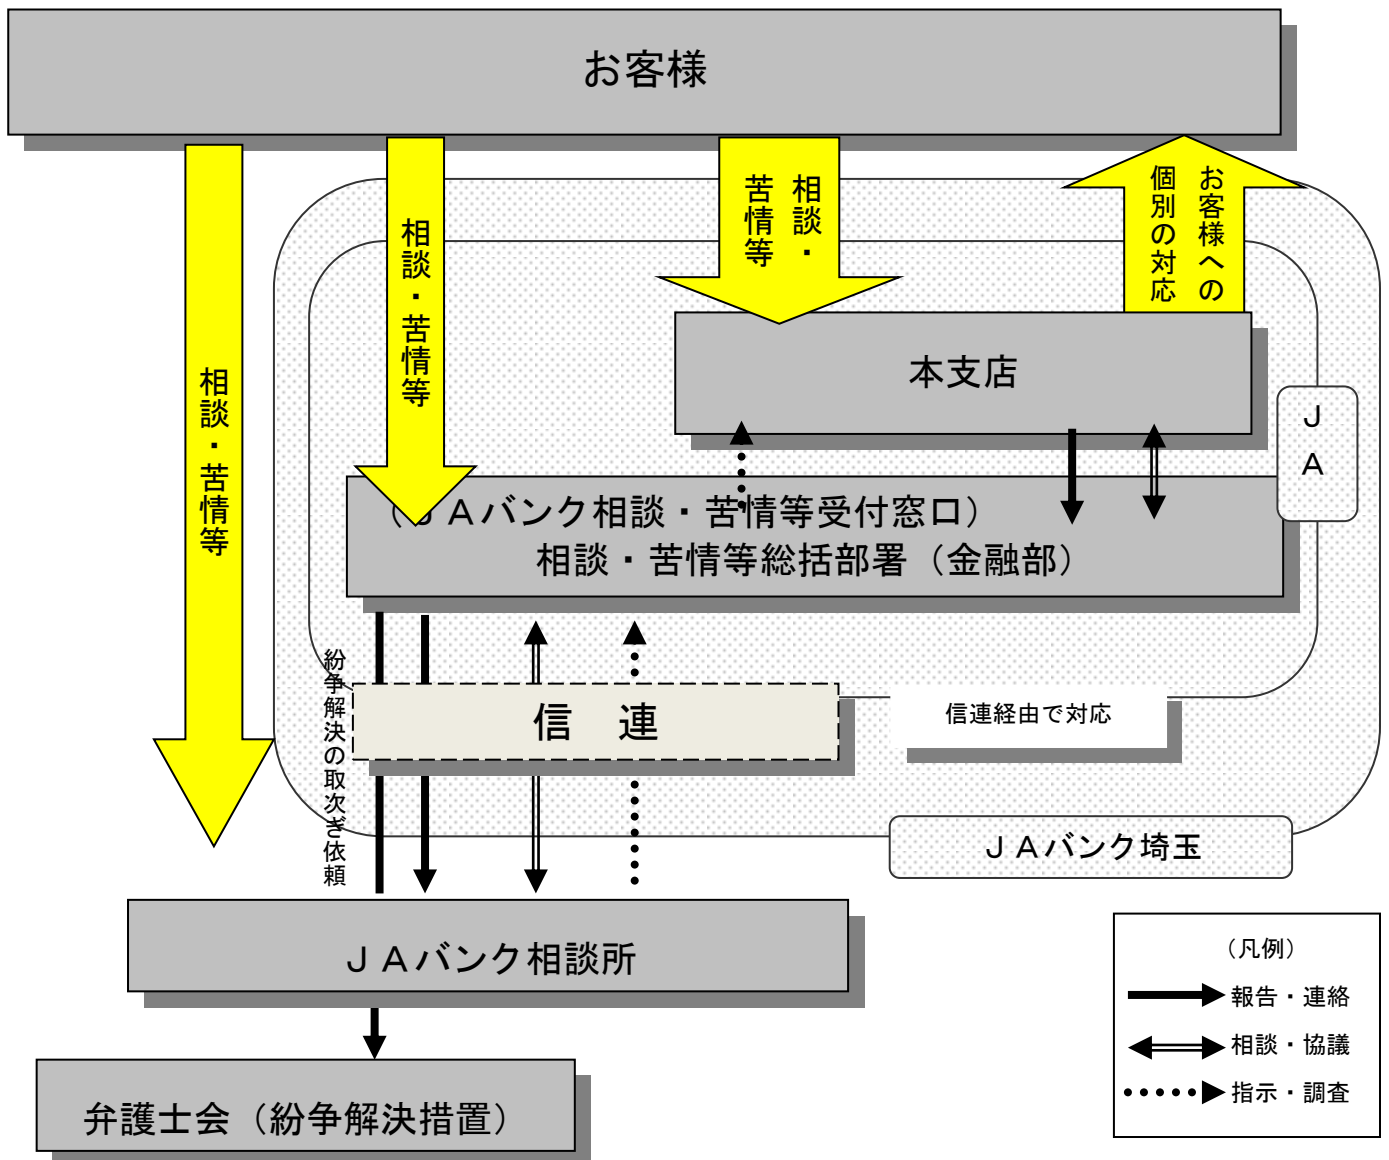 お客様
相談・苦情等
相談・苦情等
相談・
苦情等
お客様への
個別の対応
本支店
ＪＡ
（ＪＡバンク相談・苦情等受付窓口）
相談・苦情等総括部署（金融部）
紛争解決の取次ぎ依頼
信　連
信連経由で対応
ＪＡバンク埼玉
ＪＡバンク相談所
弁護士会（紛争解決措置）
（凡例）
報告・連絡
相談・協議
指示・調査